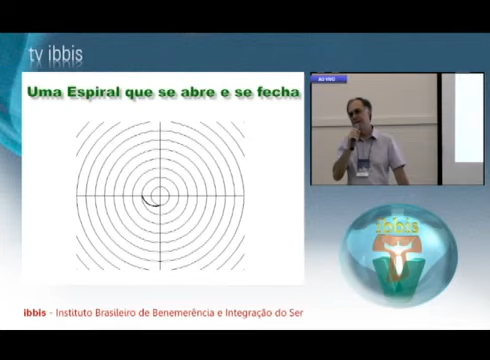 tv ibbis
Uma Espiral que se abre e se fecha
AO VIVO
ibbis
ibbis - Instituto Brasileiro de Benemerência e Integração do Ser